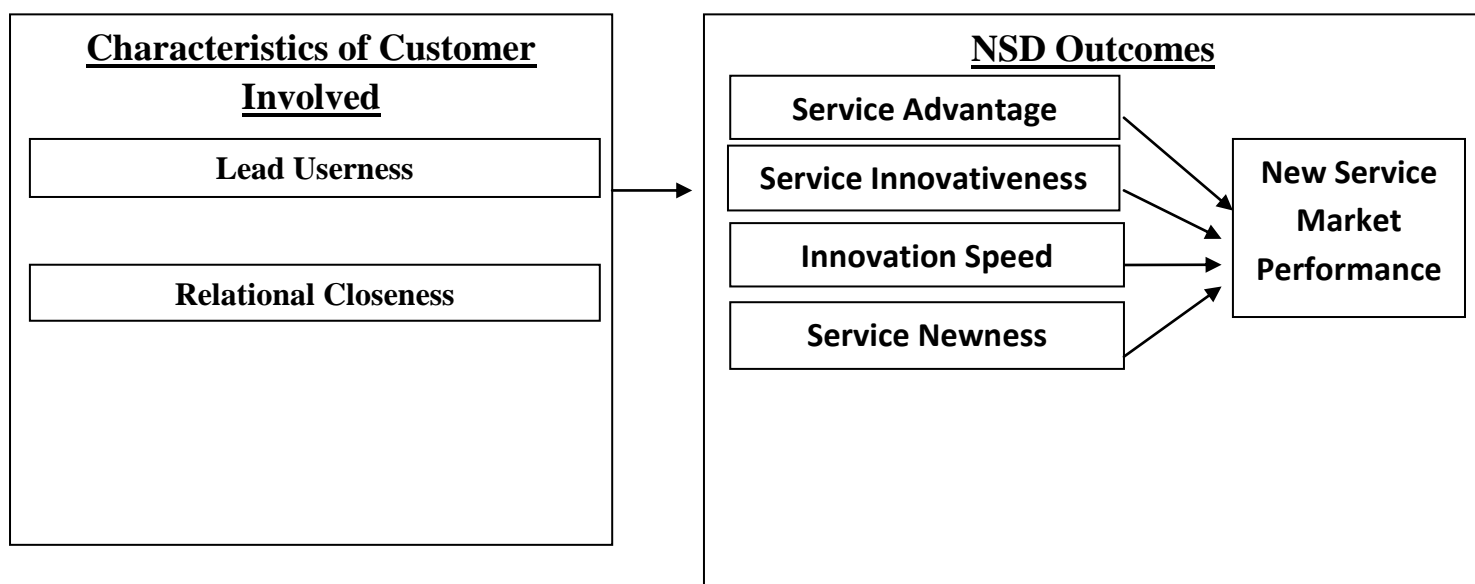 Characteristics of Customer
Involved
Lead Userness
Relational Closeness
NSD Outcomes
Service Advantage
Service Innovativeness
Innovation Speed
Service Newness
New Service
Market
Performance